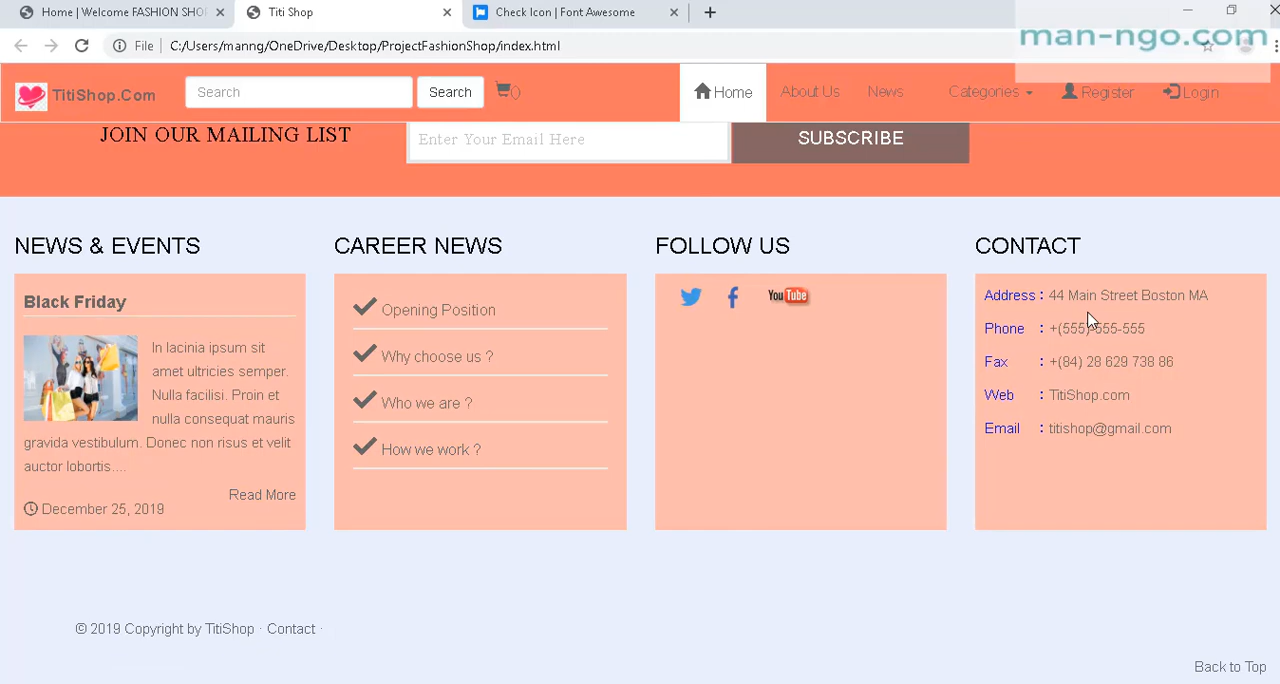 Home | Welcome FASHION SHO
Titi Shop
Check Icon | Font Awesome
File
C:/Users/manng/OneDrive/Desktop/ProjectFashionShop/index.html
man-ngo.com
TitiShop.Com
Search
Search
0
Home
About Us
News
Categories
Register
Login
JOIN OUR MAILING LIST
Enter Your Email Here
SUBSCRIBE
NEWS & EVENTS
Black Friday
In lacinia ipsum sit
amet ultricies semper.
Nulla facilisi. Proin et
nulla consequat mauris
gravida vestibulum. Donec non risus et velit
auctor lobortis....
Read More
December 25, 2019
CAREER NEWS
Opening Position
Why choose us ?
Who we are ?
How we work ?
FOLLOW US
You Tube
CONTACT
Address : 44 Main Street Boston MA
Phone : +(555)-555-555
Fax : +(84) 28 629 738 86
Web : TitiShop.com
Email : titishop@gmail.com
© 2019 Copyright by TitiShop · Contact ·
Back to Top